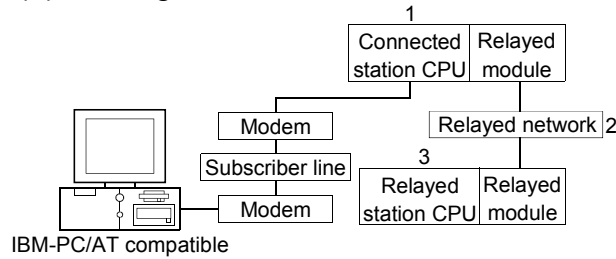 1
Connected Relayed
station CPU module
Modem
Relayed network 2
Subscriber line
3
Relayed Relayed
station CPU module
Modem
IBM-PC/AT compatible